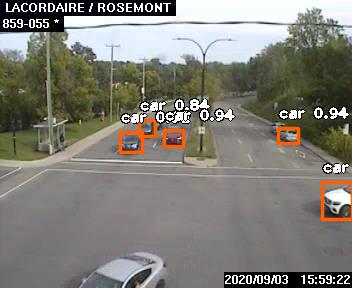 LACORDAIRE / ROSEMONT
859-055 *
car 0.84
car 0.94
car 0.94
car
2020/09/03 15:59:22